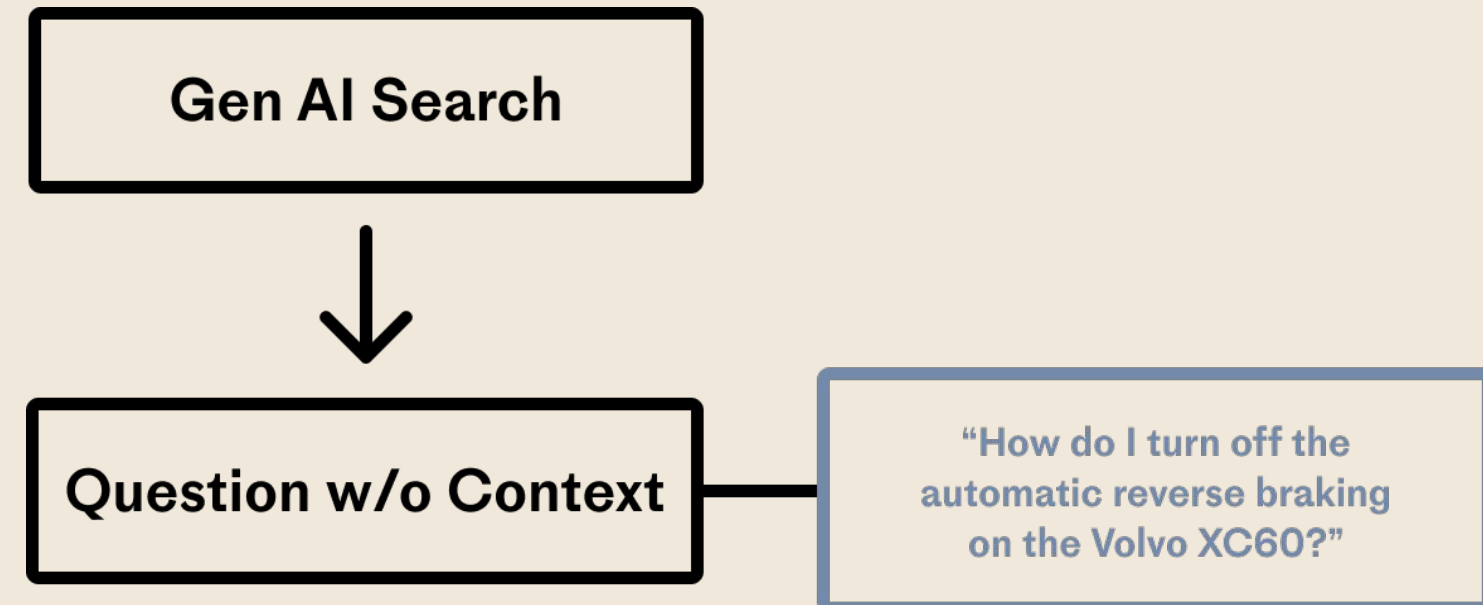 Gen AI Search
Question w/o Context
“How do I turn off the
automatic reverse braking
on the Volvo XC60?”